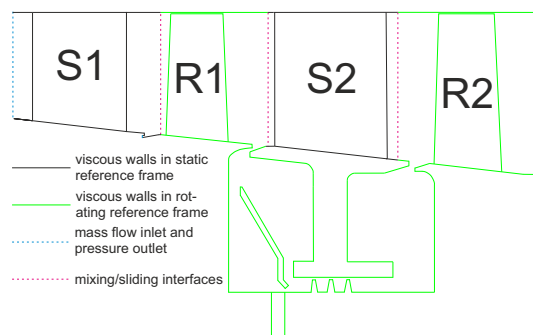 S1
R1
S2
R2
viscous walls in static
reference frame
viscous walls in rot-
ating reference frame
mass flow inlet and
pressure outlet
mixing/sliding interfaces